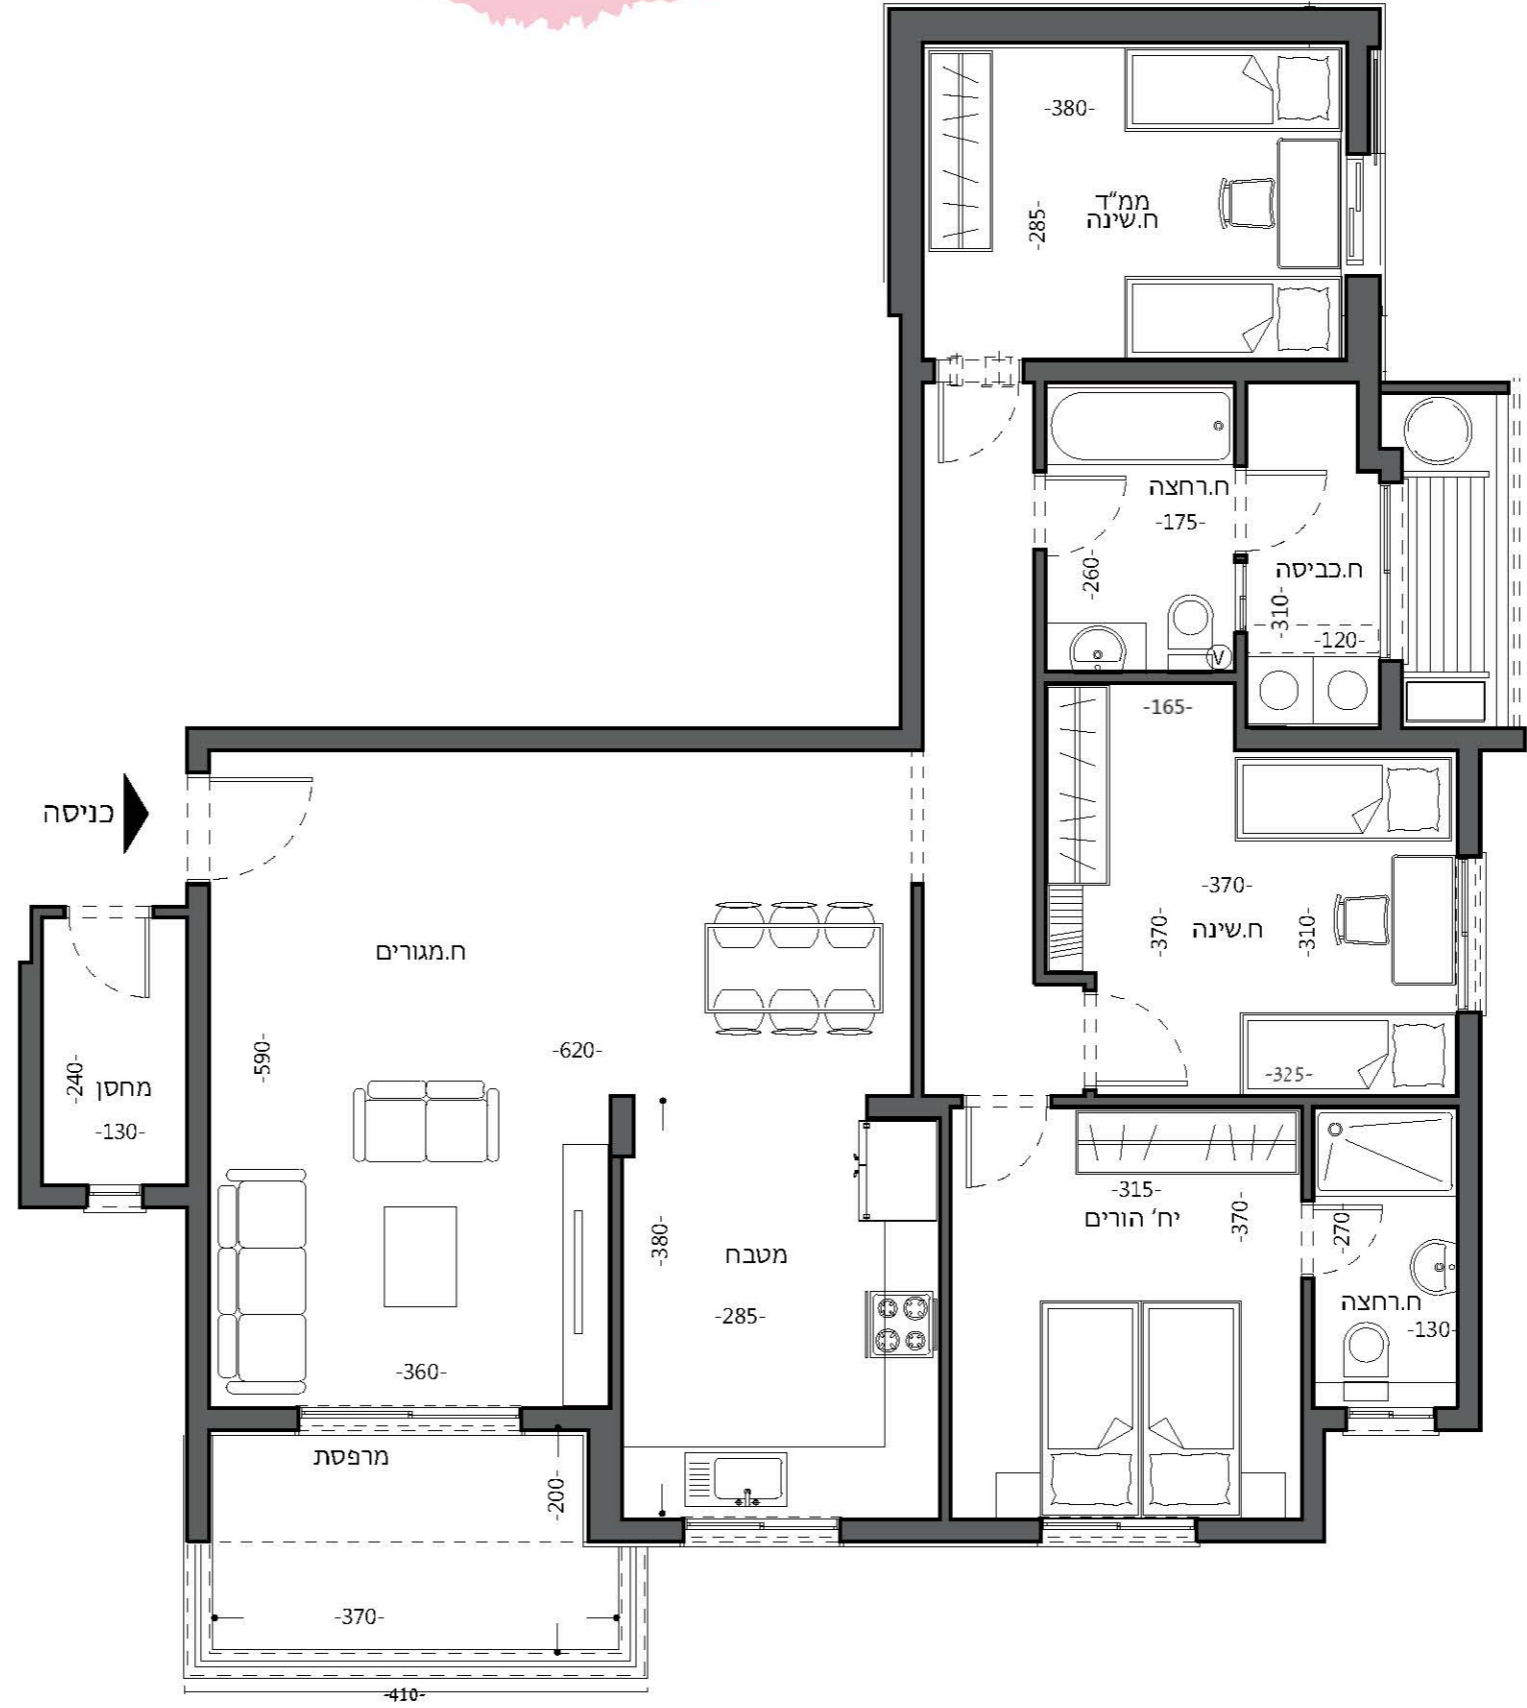 -380-
ממ"ד
ח.שינה
-285-
ח.רחצה
-175-
-260-
ח.כביסה
-310-
-120-
V
-165-
כניסה
-370-
ח.שינה
-370-
-310-
-325-
ח.מגורים
-590-
-620-
-240-
מחסן
-130-
-315-
יח' הורים
-370-
-270-
ח.רחצה
-130-
-380-
מטבח
-285-
-360-
מרפסת
-200-
-370-
-410-